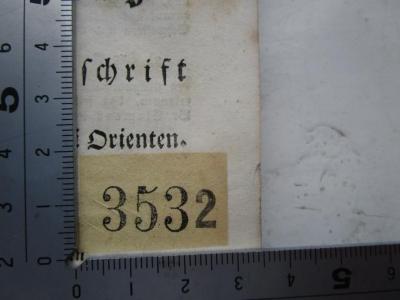 ſchrift
Orienten.
3532